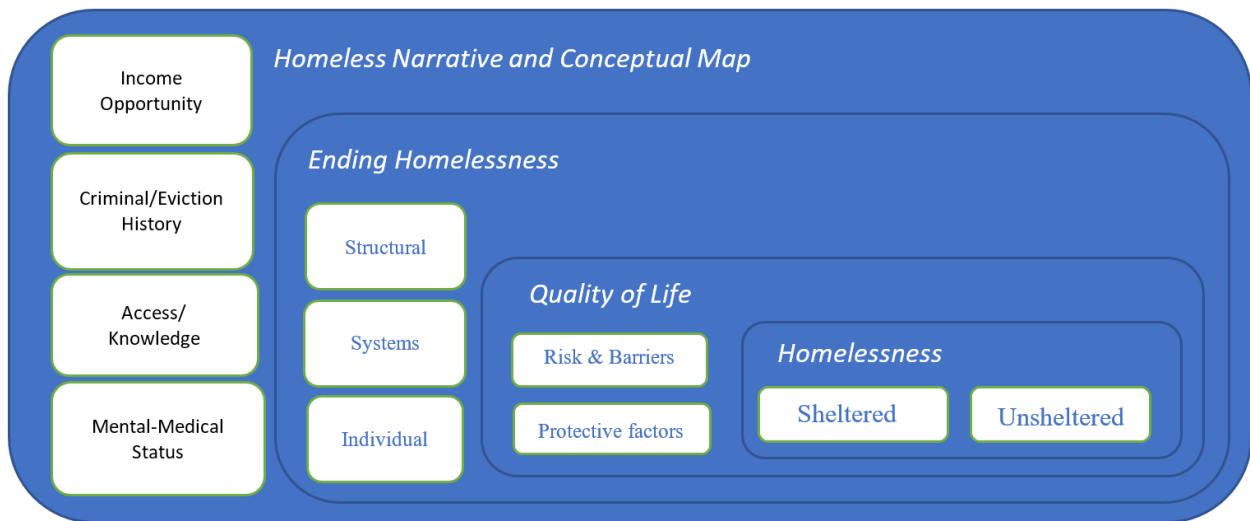 Homeless Narrative and Conceptual Map
Income
Opportunity
Criminal/Eviction
History
Access/
Knowledge
Mental-Medical
Status
Ending Homelessness
Structural
Systems
Individual
Quality of Life
Risk & Barriers
Protective factors
Homelessness
Sheltered
Unsheltered